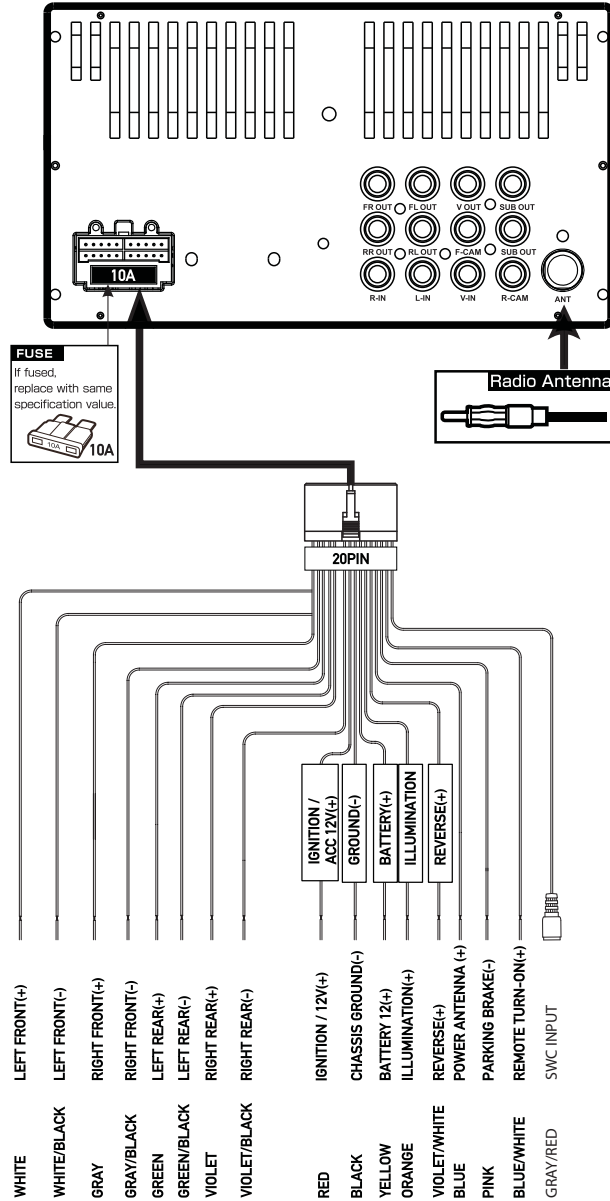 FR OUT FL OUT V OUT SUB OUT
RR OUT RL OUT F-CAM SUB OUT
R-IN L-IN V-IN R-CAM ANT
10A
FUSE
If fused,
replace with same
specification value.
10A
10A
Radio Antenna
20PIN
IGNITION /
ACC 12V(+)
GROUND(-)
BATTERY(+)
ILLUMINATION
REVERSE(+)
WHITE LEFT FRONT(+)
WHITE/BLACK LEFT FRONT(-)
GRAY RIGHT FRONT(+)
GRAY/BLACK RIGHT FRONT(-)
GREEN LEFT REAR(+)
GREEN/BLACK LEFT REAR(-)
VIOLET RIGHT REAR(+)
VIOLET/BLACK RIGHT REAR(-)
RED IGNITION / 12V(+)
BLACK CHASSIS GROUND(-)
YELLOW BATTERY 12(+)
ORANGE ILLUMINATION(+)
VIOLET/WHITE REVERSE(+)
BLUE POWER ANTENNA (+)
PINK PARKING BRAKE(-)
BLUE/WHITE REMOTE TURN-ON(+)
GRAY/RED SWC INPUT